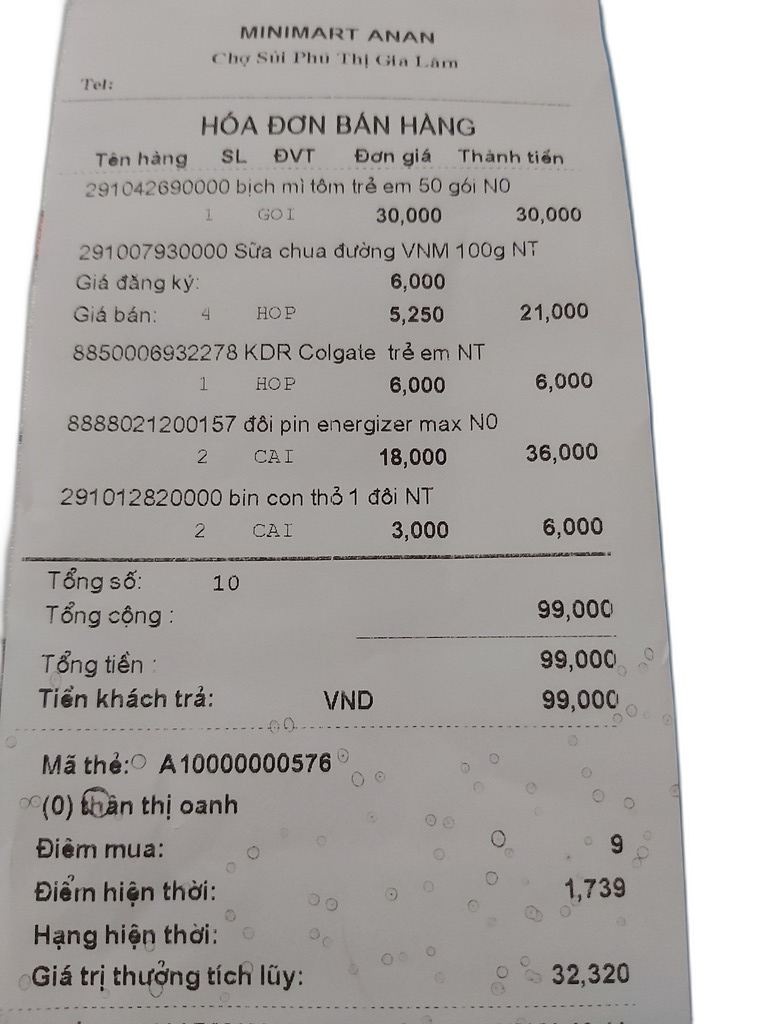 MINIMART ANAN
Chợ Sủi Phú Thị Gia Lâm
Tel:
HÓA ĐƠN BÁN HÀNG
Tên hàng SL ĐVT Đơn giá Thành tiền
291042690000 bịch mì tôm trẻ em 50 gói N0
1 GOI 30,000 30,000
291007930000 Sữa chua đường VNM 100g NT
Giá đăng ký: 6,000
Giá bán: 4 HOP 5,250 21,000
8850006932278 KDR Colgate trẻ em NT
1 HOP 6,000 6,000
8888021200157 đôi pin energizer max N0
2 CAI 18,000 36,000
291012820000 bin con thỏ 1 đôi NT
2 CAI 3,000 6,000
Tổng số: 10
Tổng cộng : 99,000
Tổng tiền : 99,000
Tiền khách trả: VND 99,000
Mã thẻ: A10000000576
(0) thân thị oanh
Điểm mua: 9
Điểm hiện thời: 1,739
Hạng hiện thời:
Giá trị thưởng tích lũy: 32,320